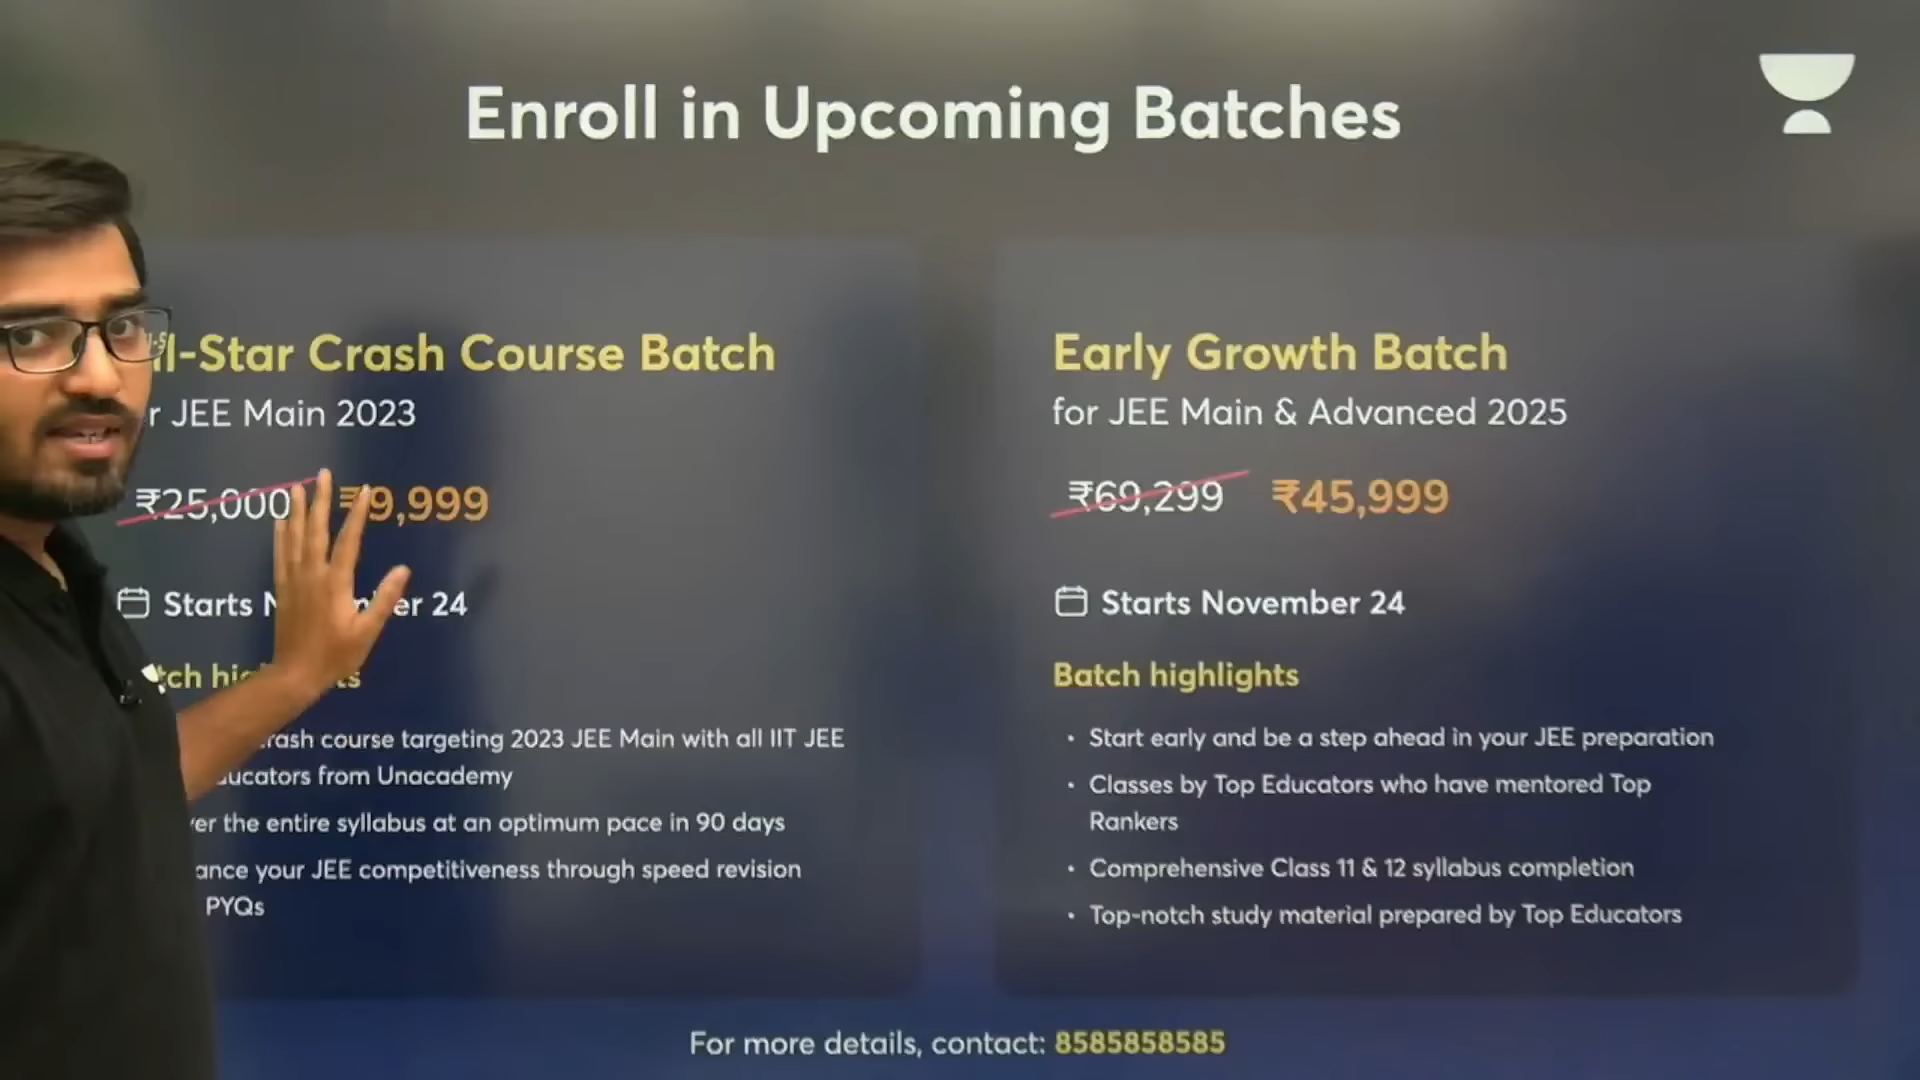 Enroll in Upcoming Batches
ll-Star Crash Course Batch
r JEE Main 2023
₹25,000 ₹9,999
Starts November 24
tch highlights
rash course targeting 2023 JEE Main with all IIT JEE
ucators from Unacademy
er the entire syllabus at an optimum pace in 90 days
ance your JEE competitiveness through speed revision
PYQs
Early Growth Batch
for JEE Main & Advanced 2025
₹69,299 ₹45,999
Starts November 24
Batch highlights
• Start early and be a step ahead in your JEE preparation
• Classes by Top Educators who have mentored Top
Rankers
• Comprehensive Class 11 & 12 syllabus completion
• Top-notch study material prepared by Top Educators
For more details, contact: 8585858585